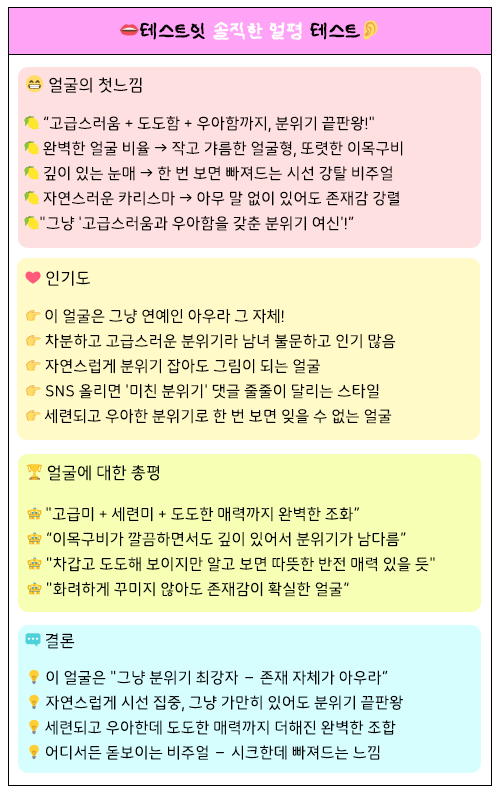 👄테스트잇 솔직한 얼평 테스트👂
😁 얼굴의 첫느낌
🍋 “고급스러움 + 도도함 + 우아함까지, 분위기 끝판왕!"
🍋 완벽한 얼굴 비율 → 작고 갸름한 얼굴형, 또렷한 이목구비
🍋 깊이 있는 눈매 → 한 번 보면 빠져드는 시선 강탈 비주얼
🍋 자연스러운 카리스마 → 아무 말 없이 있어도 존재감 강렬
🍋"그냥 '고급스러움과 우아함을 갖춘 분위기 여신'!”
❤️ 인기도
👉 이 얼굴은 그냥 연예인 아우라 그 자체!
👉 차분하고 고급스러운 분위기라 남녀 불문하고 인기 많음
👉 자연스럽게 분위기 잡아도 그림이 되는 얼굴
👉 SNS 올리면 '미친 분위기' 댓글 줄줄이 달리는 스타일
👉 세련되고 우아한 분위기로 한 번 보면 잊을 수 없는 얼굴
🏆 얼굴에 대한 총평
👑 "고급미 + 세련미 + 도도한 매력까지 완벽한 조화”
👑 “이목구비가 깔끔하면서도 깊이 있어서 분위기가 남다름”
👑 "차갑고 도도해 보이지만 알고 보면 따뜻한 반전 매력 있을 듯"
👑 "화려하게 꾸미지 않아도 존재감이 확실한 얼굴”
💬 결론
💡 이 얼굴은 "그냥 분위기 최강자 – 존재 자체가 아우라”
💡 자연스럽게 시선 집중, 그냥 가만히 있어도 분위기 끝판왕
💡 세련되고 우아한데 도도한 매력까지 더해진 완벽한 조합
💡 어디서든 돋보이는 비주얼 – 시크한데 빠져드는 느낌